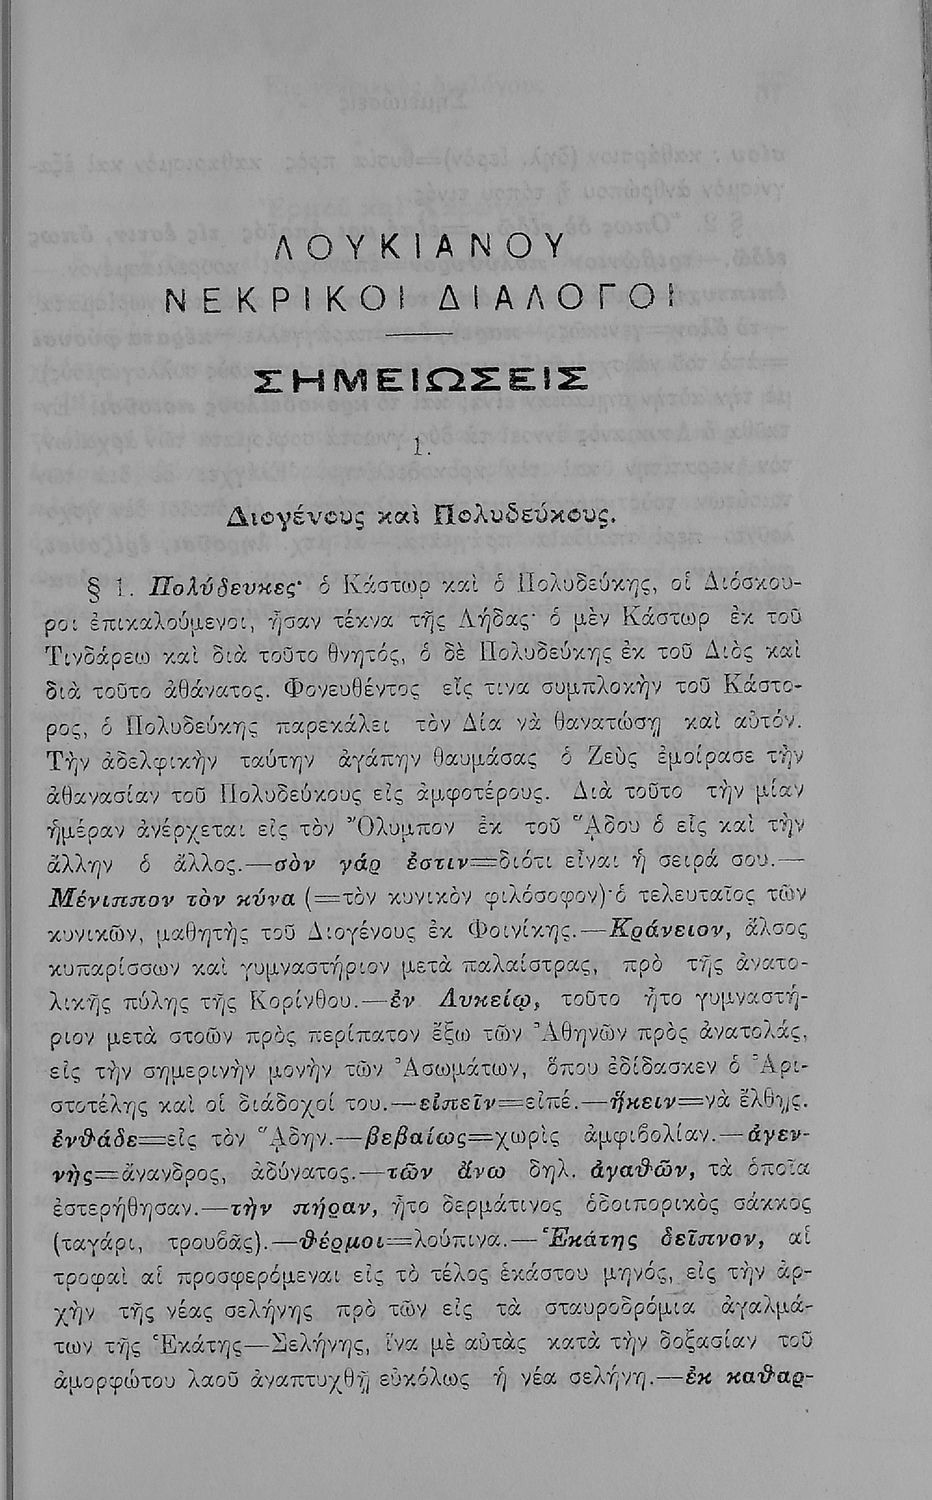 ΛΟΥΚΙΑΝΟΥ
ΝΕΚΡΙΚΟΙ ΔΙΑΛΟΓΟΙ
ΣΗΜΕΙΩΣΕΙΣ
1.
Διογένους καὶ Πολυδεύκους.
§ 1. Πολύδευκες· ὁ Κάστωρ καὶ ὁ Πολυδεύκης, οἱ Διόσκου-
ροι ἐπικαλούμενοι, ἦσαν τέκνα τῆς Λήδας· ὁ μὲν Κάστωρ ἐκ τοῦ
Τινδάρεω καὶ διὰ τοῦτο θνητός, ὁ δὲ Πολυδεύκης ἐκ τοῦ Διὸς καὶ
διὰ τοῦτο ἀθάνατος. Φονευθέντος εἴς τινα συμπλοκὴν τοῦ Κάστο-
ρος, ὁ Πολυδεύκης παρεκάλει τὸν Δία νὰ θανατώσῃ καὶ αὐτόν.
Τὴν ἀδελφικὴν ταύτην ἀγάπην θαυμάσας ὁ Ζεὺς ἐμοίρασε τὴν
ἀθανασίαν τοῦ Πολυδεύκους εἰς ἀμφοτέρους. Διὰ τοῦτο τὴν μίαν
ἡμέραν ἀνέρχεται εἰς τὸν Ὄλυμπον ἐκ τοῦ ᾍδου ὁ εἷς καὶ τὴν
ἄλλην ὁ ἄλλος.—σὸν γάρ ἐστιν=διότι εἶναι ἡ σειρά σου.—
Μένιππον τὸν κύνα (=τὸν κυνικὸν φιλόσοφον)·ὁ τελευταῖος τῶν
κυνικῶν, μαθητὴς τοῦ Διογένους ἐκ Φοινίκης.—Κράνειον, ἄλσος
κυπαρίσσων καὶ γυμναστήριον μετὰ παλαίστρας, πρὸ τῆς ἀνατο-
λικῆς πύλης τῆς Κορίνθου.—ἐν Λυκείῳ, τοῦτο ἦτο γυμναστή-
ριον μετὰ στοῶν πρὸς περίπατον ἔξω τῶν Ἀθηνῶν πρὸς ἀνατολάς,
εἰς τὴν σημερινὴν μονὴν τῶν Ἀσωμάτων, ὅπου ἐδίδασκεν ὁ Ἀρι-
στοτέλης καὶ οἱ διάδοχοί του.—εἰπεῖν=εἰπέ.—ἥκειν=νὰ ἔλθῃς.
ἐνθάδε=εἰς τὸν ᾍδην.—βεβαίως=χωρὶς ἀμφιβολίαν.—ἀγεν-
νὴς=ἄνανδρος, ἀδύνατος.—τῶν ἄνω δηλ. ἀγαθῶν, τὰ ὁποῖα
ἐστερήθησαν.—τὴν πήραν, ἦτο δερμάτινος ὁδοιπορικὸς σάκκος
(ταγάρι, τρουβᾶς).—θέρμοι=λούπινα.—Ἑκάτης δεῖπνον, αἱ
τροφαὶ αἱ προσφερόμεναι εἰς τὸ τέλος ἑκάστου μηνός, εἰς τὴν ἀρ-
χὴν τῆς νέας σελήνης πρὸ τῶν εἰς τὰ σταυροδρόμια ἀγαλμά-
των τῆς Ἑκάτης—Σελήνης, ἵνα μὲ αὐτὰς κατὰ τὴν δοξασίαν τοῦ
ἀμορφώτου λαοῦ ἀναπτυχθῇ εὐκόλως ἡ νέα σελήνη.—ἐκ καθαρ-